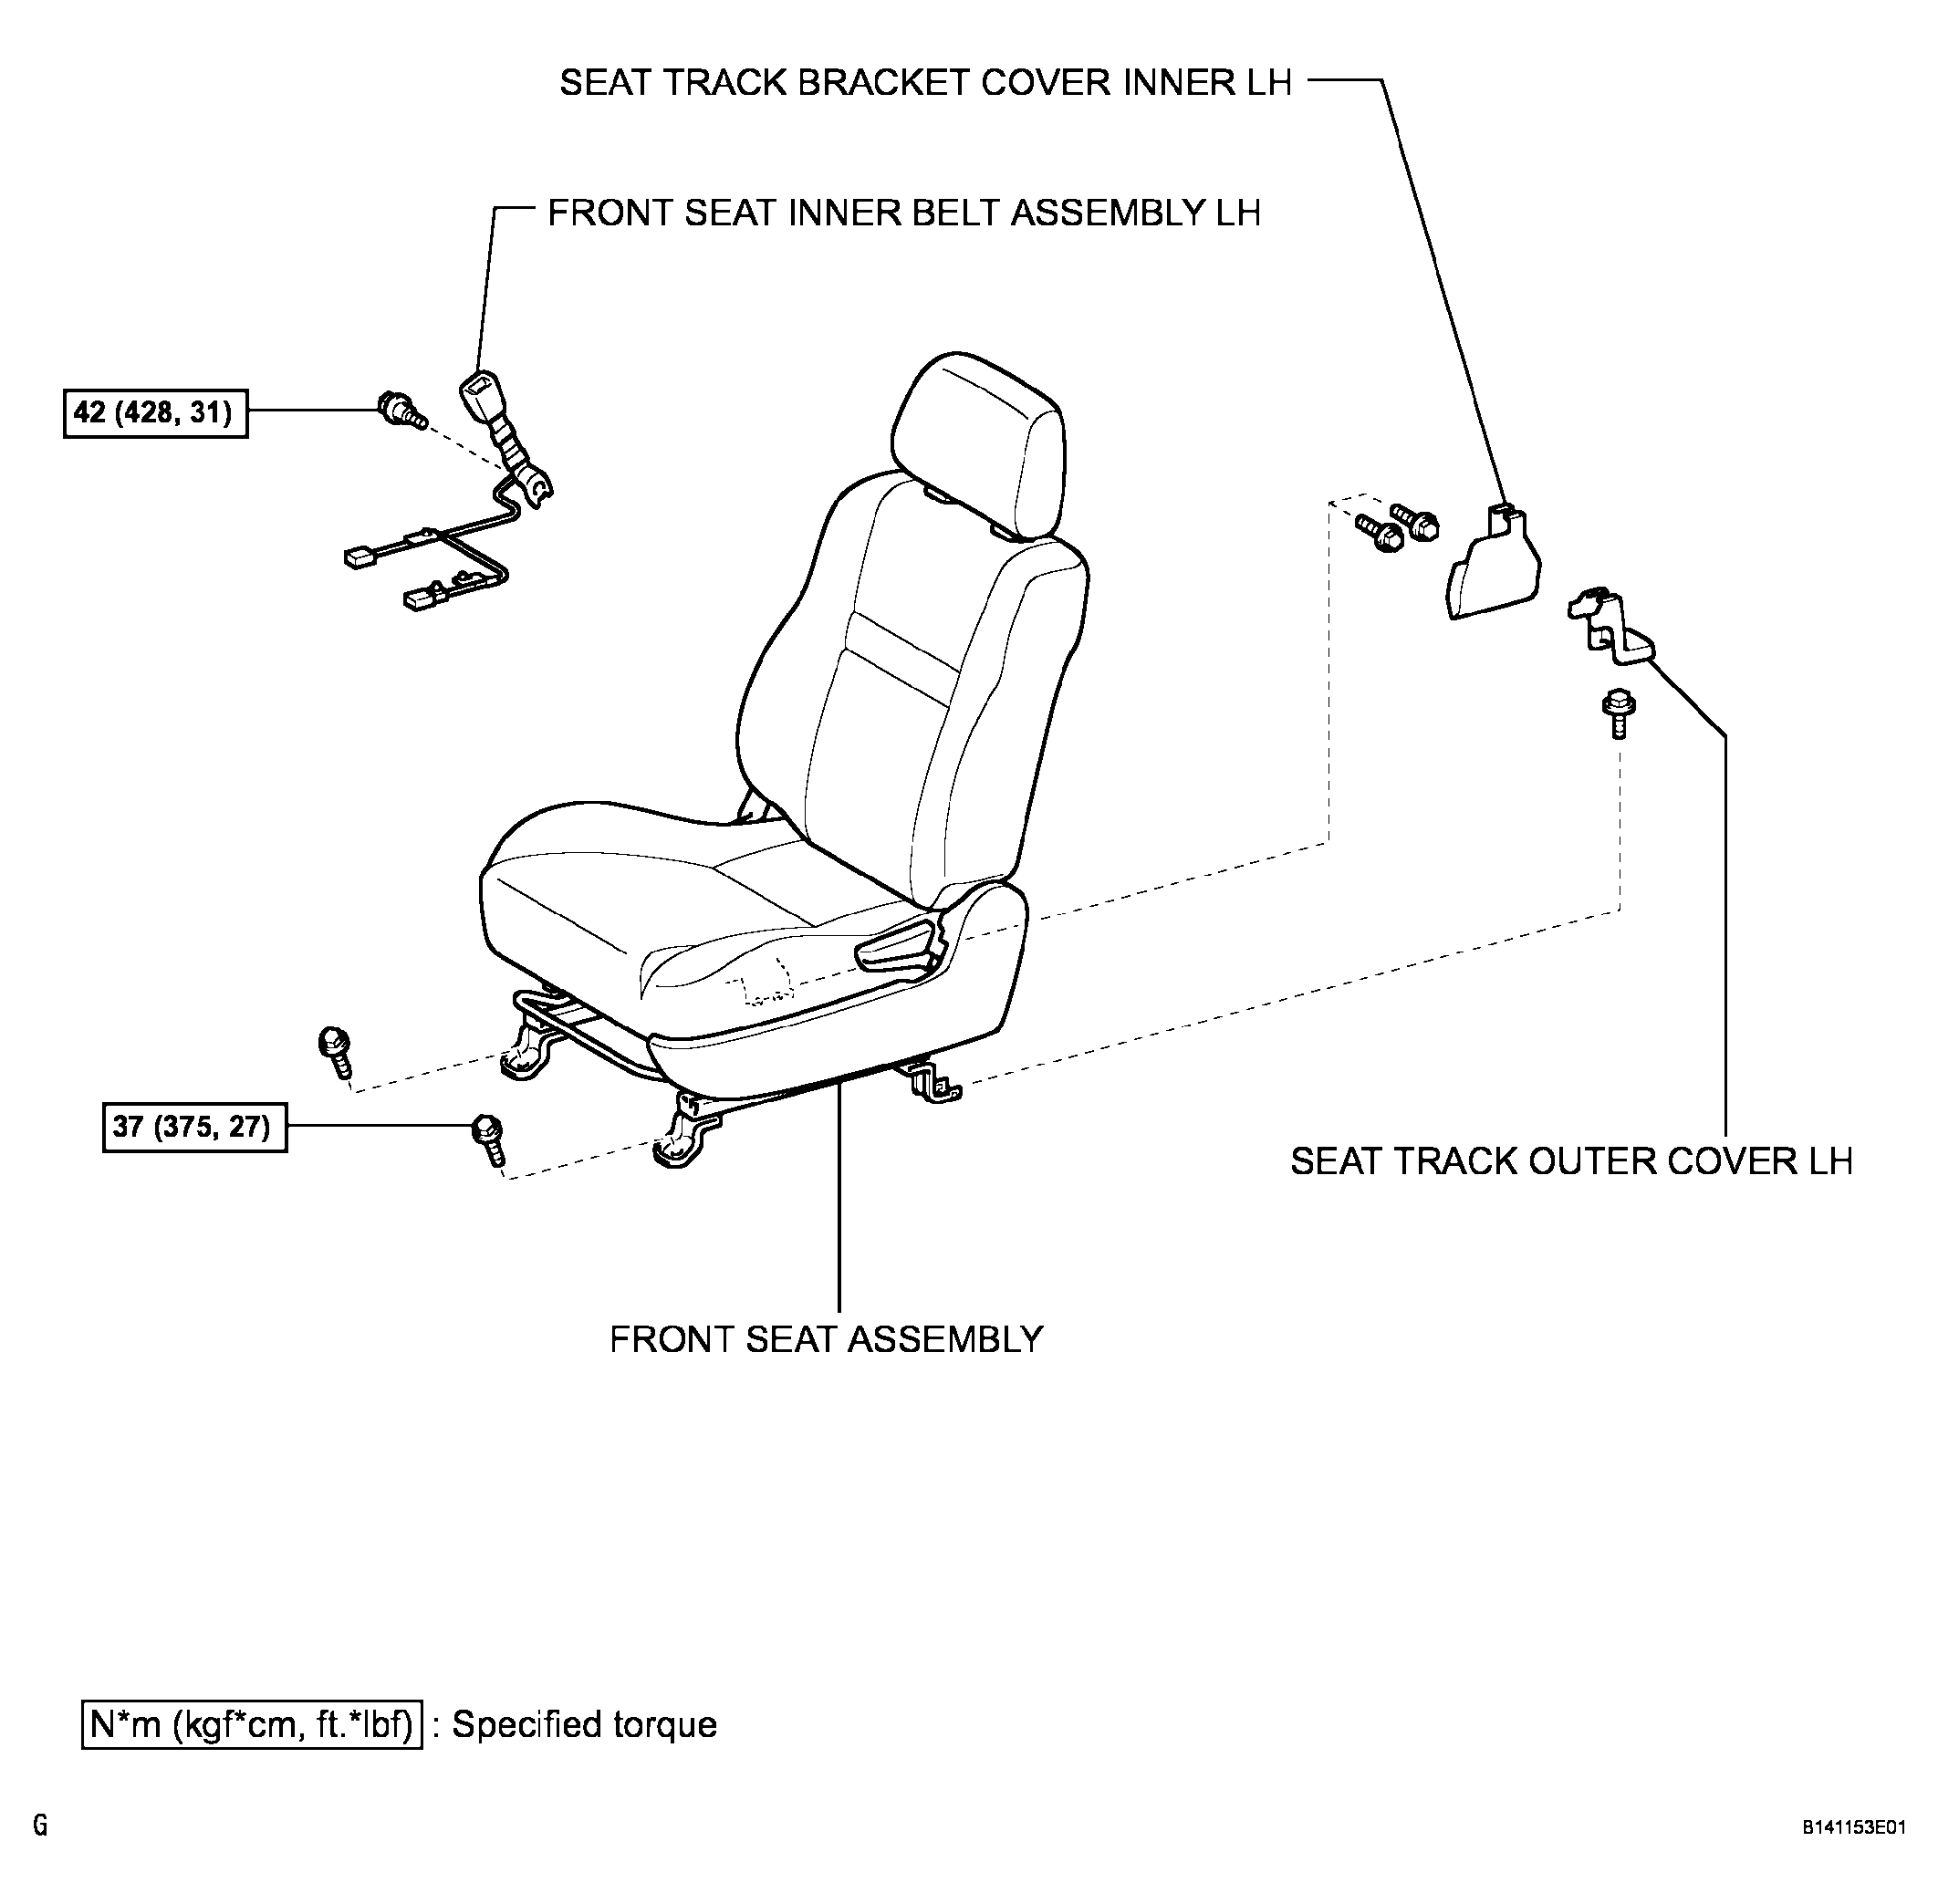 SEAT TRACK BRACKET COVER INNER LH
FRONT SEAT INNER BELT ASSEMBLY LH
42 (428, 31)
37 (375, 27)
SEAT TRACK OUTER COVER LH
FRONT SEAT ASSEMBLY
N*m (kgf*cm, ft.*lbf) : Specified torque
G
B141153E01